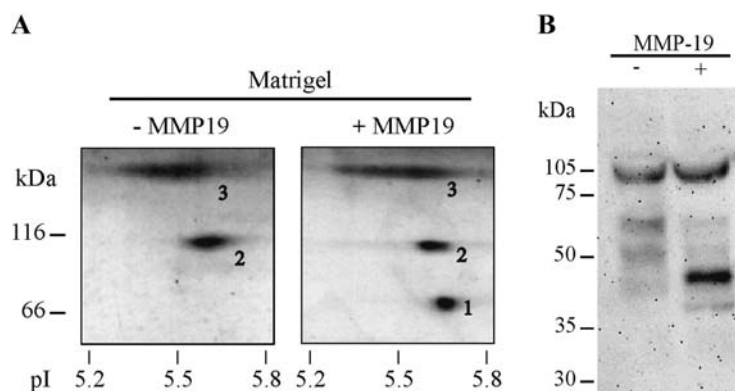 A
Matrigel
- MMP19
+ MMP19
kDa
116
66
3
2
3
2
1
pI
5.2
5.5
5.8
5.2
5.5
5.8
B
MMP-19
- +
kDa
105
75
50
35
30